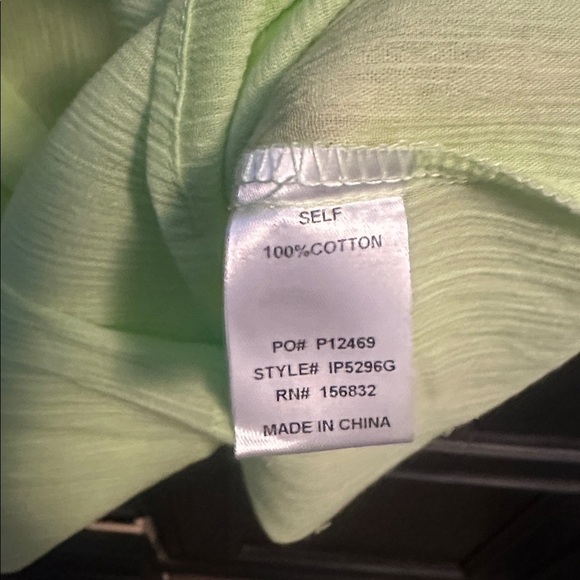 SELF
100%COTTON
PO# P12469
STYLE# IP5296G
RN# 156832
MADE IN CHINA